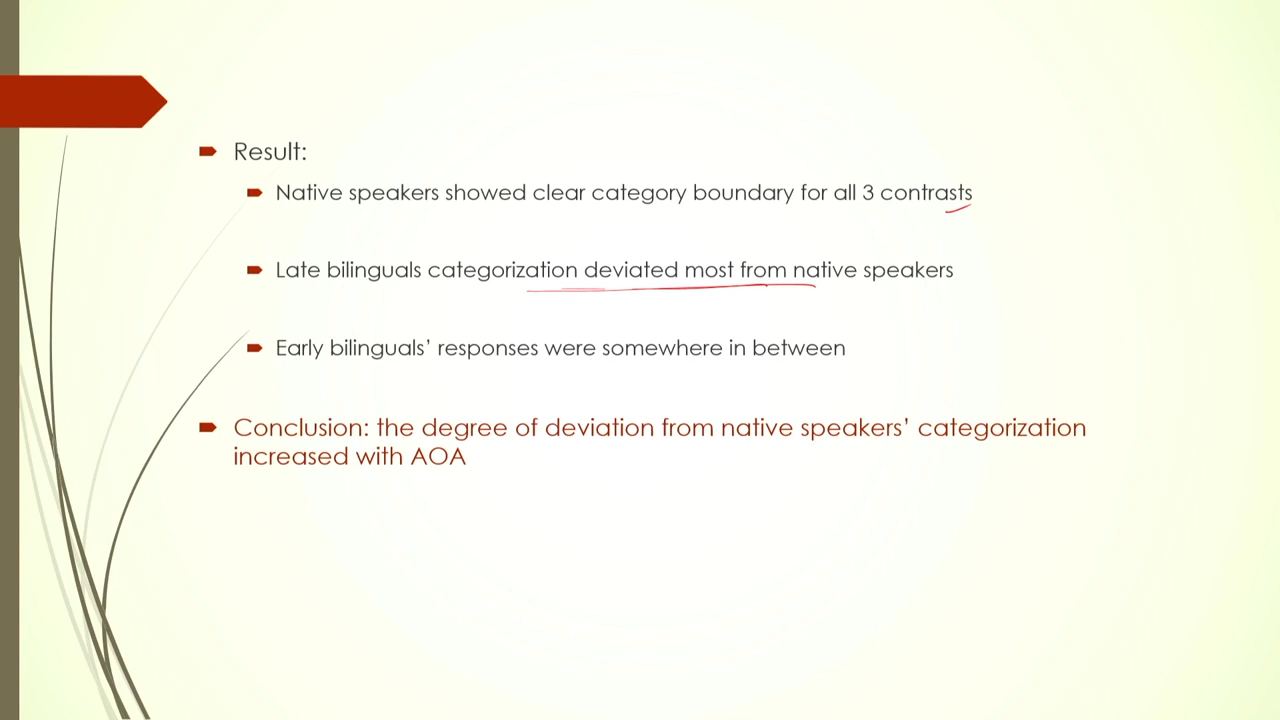 Result:
Native speakers showed clear category boundary for all 3 contrasts
Late bilinguals categorization deviated most from native speakers
Early bilinguals’ responses were somewhere in between
Conclusion: the degree of deviation from native speakers’ categorization
increased with AOA